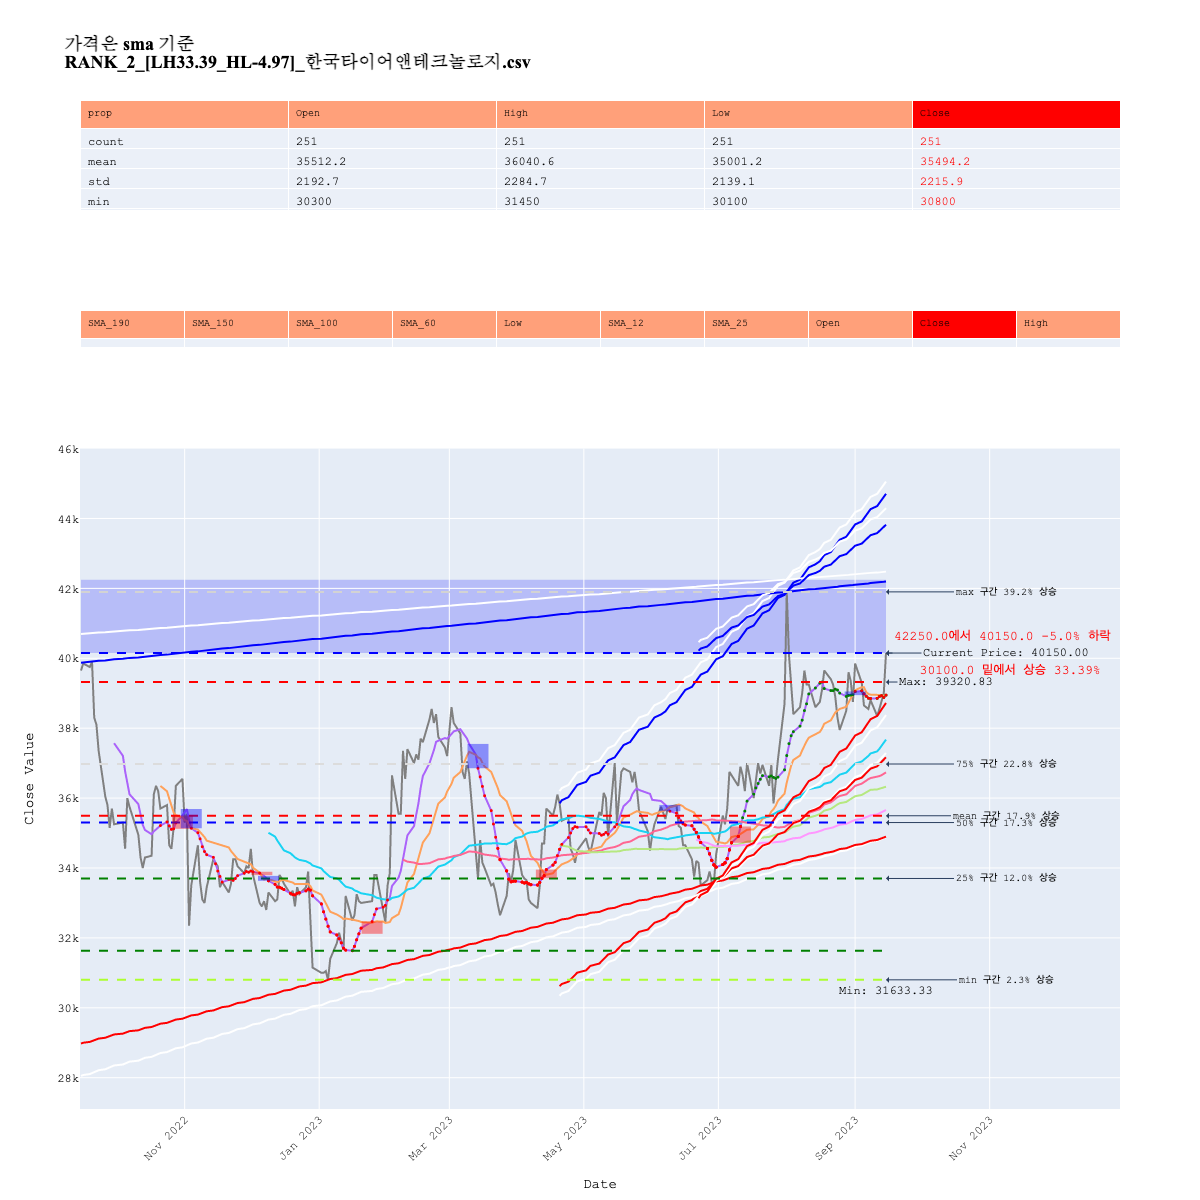 가격은 sma 기준
RANK_2_[LH33.39_HL-4.97]_한국타이어앤테크놀로지.csv
prop Open High Low Close
count 251 251 251 251
mean 35512.2 36040.6 35001.2 35494.2
std 2192.7 2284.7 2139.1 2215.9
min 30300 31450 30100 30800
SMA_190 SMA_150 SMA_100 SMA_60 Low SMA_12 SMA_25 Open Close High
46k
44k
42k
max 구간 39.2% 상승
42250.0에서 40150.0 -5.0% 하락
40k
Current Price: 40150.00
30100.0 밑에서 상승 33.39%
Max: 39320.83
38k
75% 구간 22.8% 상승
36k
mean 구간 17.9% 상승
50% 구간 17.3% 상승
34k
25% 구간 12.0% 상승
32k
min 구간 2.3% 상승
Min: 31633.33
30k
28k
Close Value
Nov 2022
Jan 2023
Mar 2023
May 2023
Jul 2023
Sep 2023
Nov 2023
Date